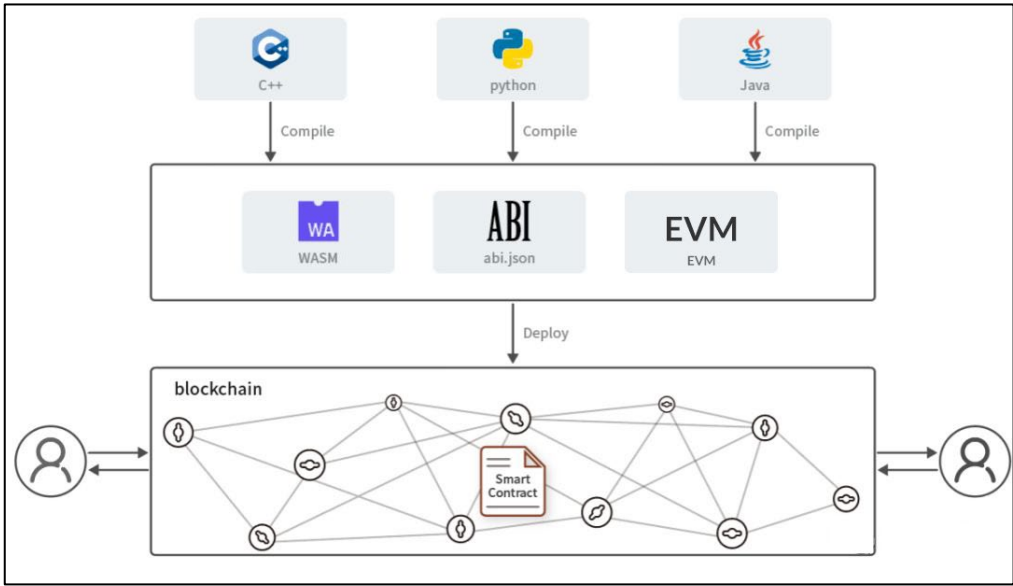 C++
python
Java
Compile
Compile
Compile
WA
ABI
EVM
WASM
abi.json
EVM
Deploy
blockchain
Smart
Contract